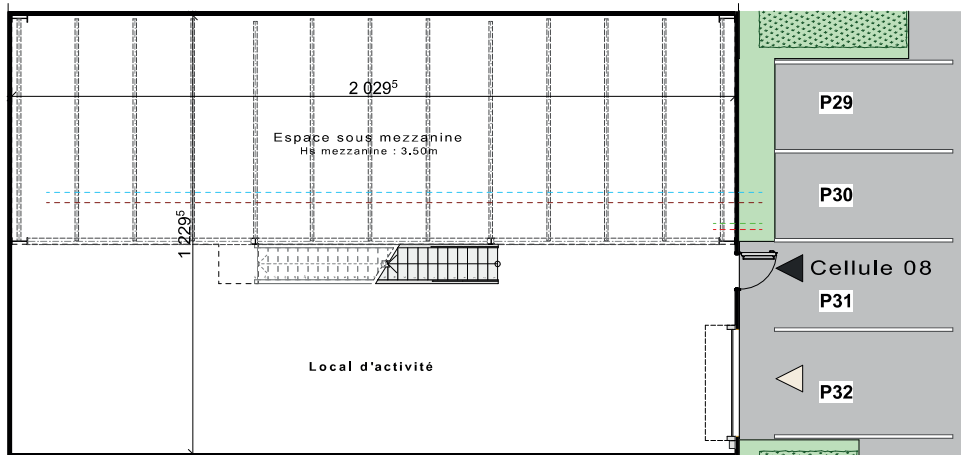 2 029⁵
P29
Espace sous mezzanine
Hs mezzanine : 3.50m
P30
1 229⁵
Cellule 08
P31
Local d'activité
P32